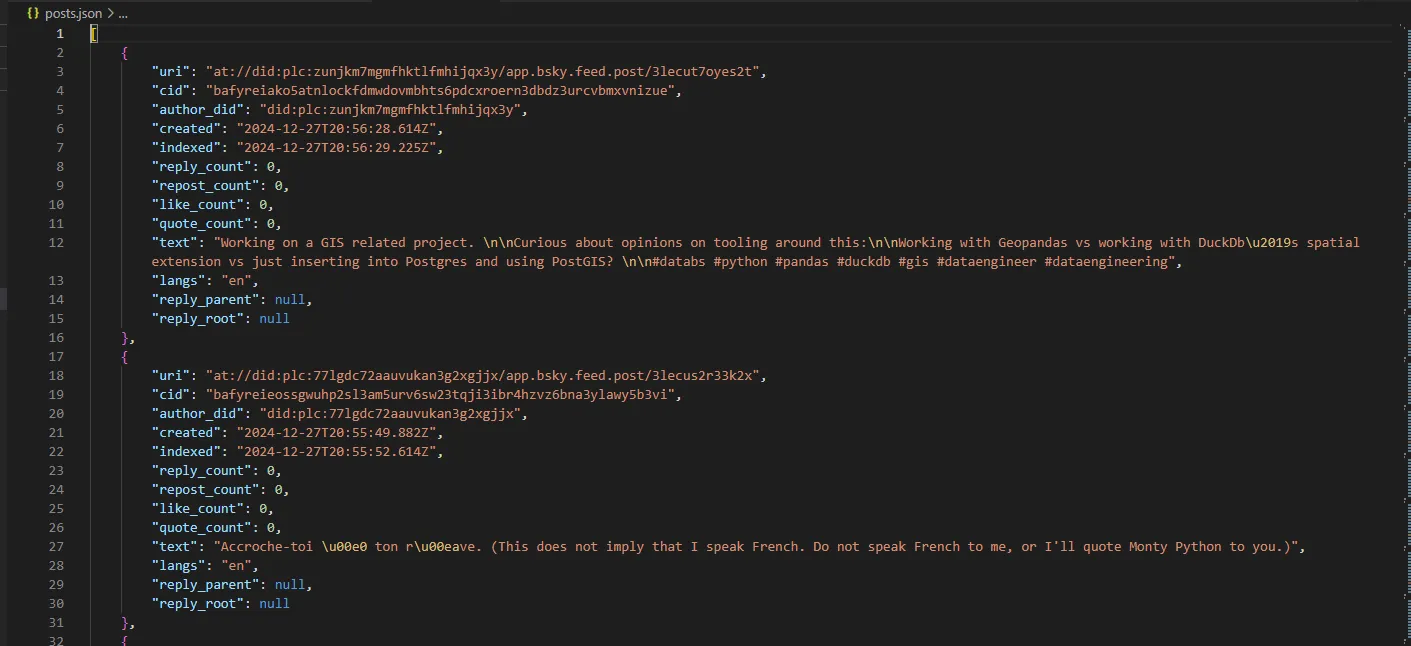 {} posts.json > ...
1 [
2 {
3 "uri": "at://did:plc:zunjkm7mgmfhktlfmhijqx3y/app.bsky.feed.post/3lecut7oyes2t",
4 "cid": "bafyreiako5atnlockfdmwdovmbhts6pdcxroern3dbdz3urcvbmxvnizue",
5 "author_did": "did:plc:zunjkm7mgmfhktlfmhijqx3y",
6 "created": "2024-12-27T20:56:28.614Z",
7 "indexed": "2024-12-27T20:56:29.225Z",
8 "reply_count": 0,
9 "repost_count": 0,
10 "like_count": 0,
11 "quote_count": 0,
12 "text": "Working on a GIS related project. \n\nCurious about opinions on tooling around this:\n\nWorking with Geopandas vs working with DuckDb\u2019s spatial
extension vs just inserting into Postgres and using PostGIS? \n\n#databs #python #pandas #duckdb #gis #dataengineer #dataengineering",
13 "langs": "en",
14 "reply_parent": null,
15 "reply_root": null
16 },
17 {
18 "uri": "at://did:plc:77lgdc72aauvukan3g2xgjjx/app.bsky.feed.post/3lecus2r33k2x",
19 "cid": "bafyreieossgwuhp2sl3am5urv6sw23tqji3ibr4hzvz6bna3ylawy5b3vi",
20 "author_did": "did:plc:77lgdc72aauvukan3g2xgjjx",
21 "created": "2024-12-27T20:55:49.882Z",
22 "indexed": "2024-12-27T20:55:52.614Z",
23 "reply_count": 0,
24 "repost_count": 0,
25 "like_count": 0,
26 "quote_count": 0,
27 "text": "Accroche-toi \u00e0 ton r\u00eave. (This does not imply that I speak French. Do not speak French to me, or I'll quote Monty Python to you.)",
28 "langs": "en",
29 "reply_parent": null,
30 "reply_root": null
31 },
32 {